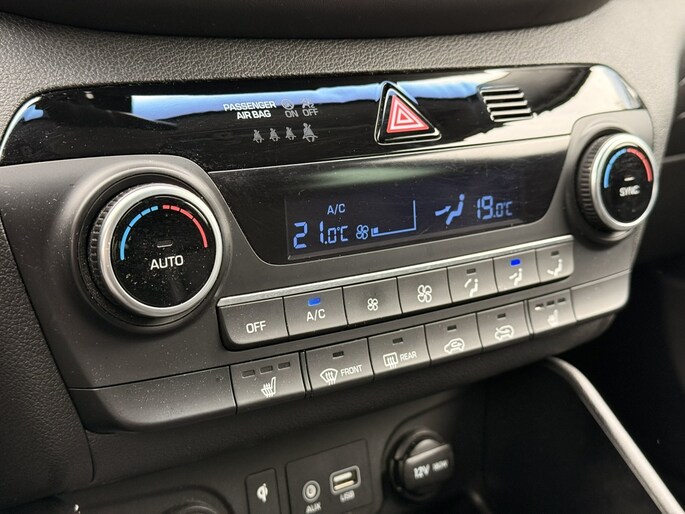 PASSENGER
AIR BAG
ON OFF
A/C
21.0°C
19.0°C
AUTO
SYNC
OFF
A/C
FRONT
REAR
AUX
USB
12V